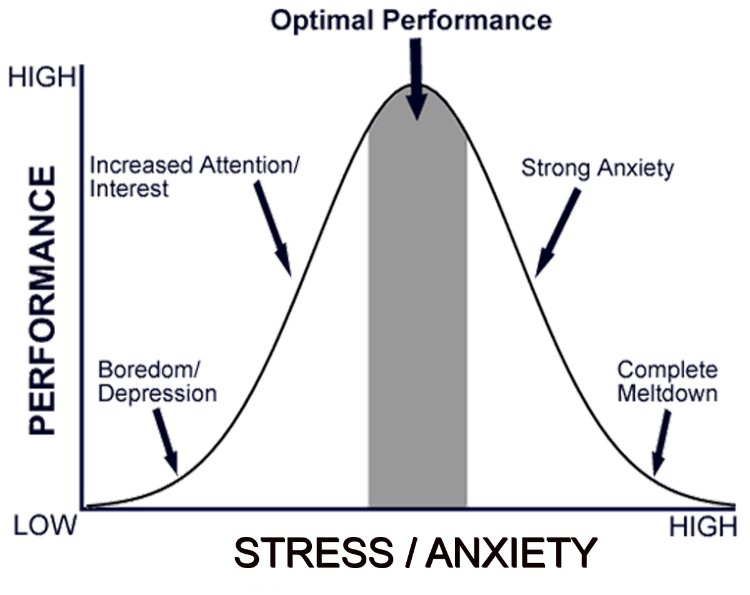 Optimal Performance
HIGH
Increased Attention/
Interest
Strong Anxiety
PERFORMANCE
Boredom/
Depression
Complete
Meltdown
LOW
HIGH
STRESS / ANXIETY